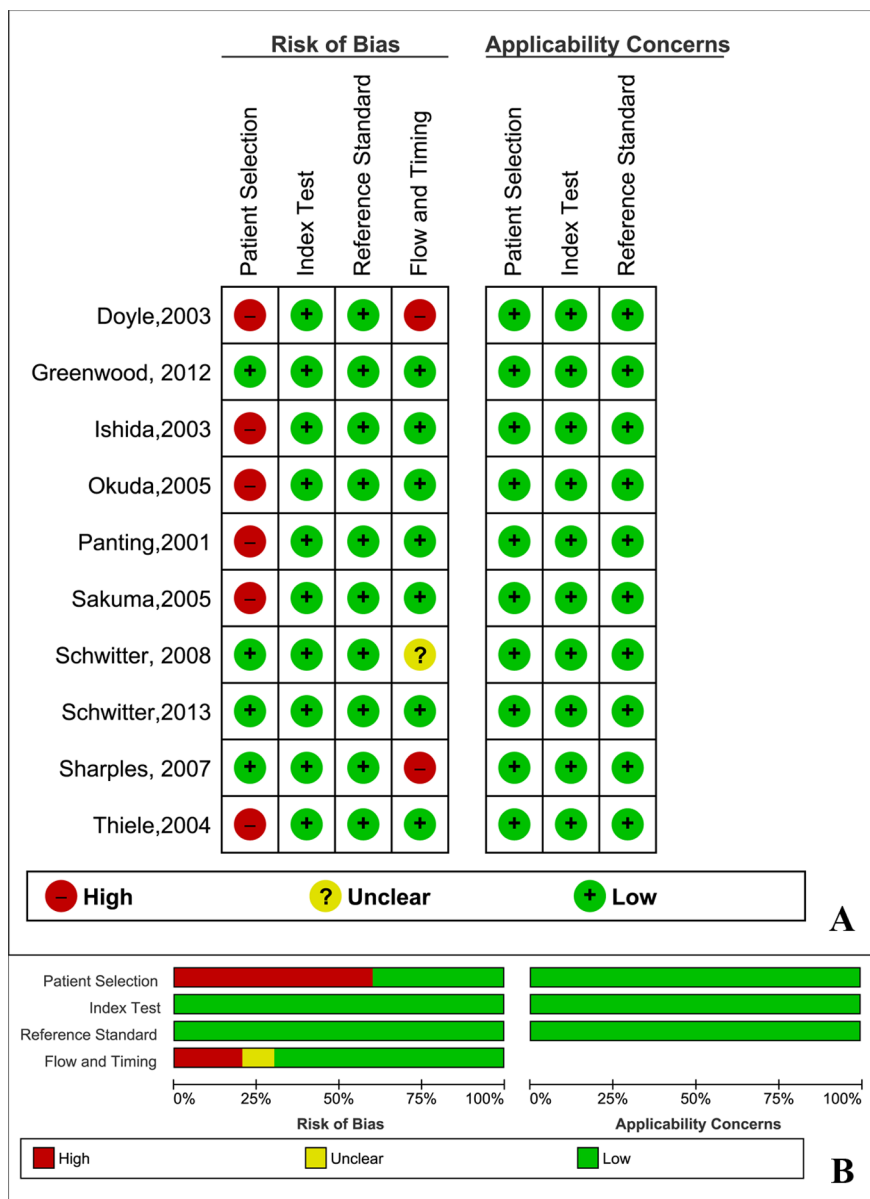 Risk of Bias
Applicability Concerns
Patient Selection
Index Test
Reference Standard
Flow and Timing
Patient Selection
Index Test
Reference Standard
Doyle,2003 – + + – + + +
Greenwood, 2012 + + + + + + +
Ishida,2003 – + + + + + +
Okuda,2005 – + + + + + +
Panting,2001 – + + + + + +
Sakuma,2005 – + + + + + +
Schwitter, 2008 + + + ? + + +
Schwitter,2013 + + + + + + +
Sharples, 2007 + + + – + + +
Thiele,2004 – + + + + + +
– High ? Unclear + Low
A
Patient Selection
Index Test
Reference Standard
Flow and Timing
0% 25% 50% 75% 100% 0% 25% 50% 75% 100%
Risk of Bias Applicability Concerns
High Unclear Low
B